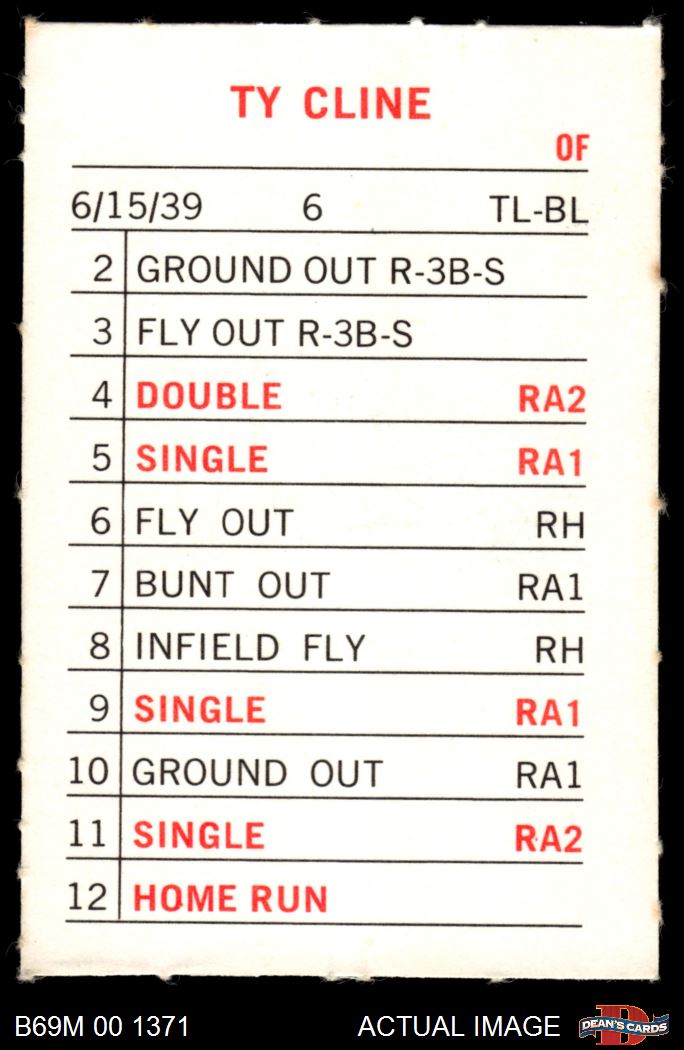 TY CLINE
OF
6/15/39 6 TL-BL
2 GROUND OUT R-3B-S
3 FLY OUT R-3B-S
4 DOUBLE RA2
5 SINGLE RA1
6 FLY OUT RH
7 BUNT OUT RA1
8 INFIELD FLY RH
9 SINGLE RA1
10 GROUND OUT RA1
11 SINGLE RA2
12 HOME RUN
B69M 00 1371 ACTUAL IMAGE D DEAN'S CARDS